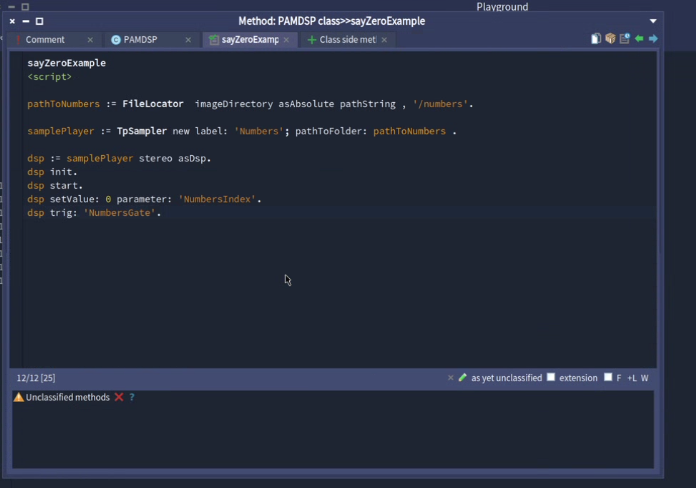 Playground
Method: PAMDSP class>>sayZeroExample
Comment
PAMDSP
sayZeroExamp
Class side met
sayZeroExample
<script>
pathToNumbers := FileLocator  imageDirectory asAbsolute pathString , '/numbers'.
samplePlayer := TpSampler new label: 'Numbers'; pathToFolder: pathToNumbers .
dsp := samplePlayer stereo asDsp.
dsp init.
dsp start.
dsp setValue: 0 parameter: 'NumbersIndex'.
dsp trig: 'NumbersGate'.
12/12 [25]
as yet unclassified
extension
F +L W
Unclassified methods
?